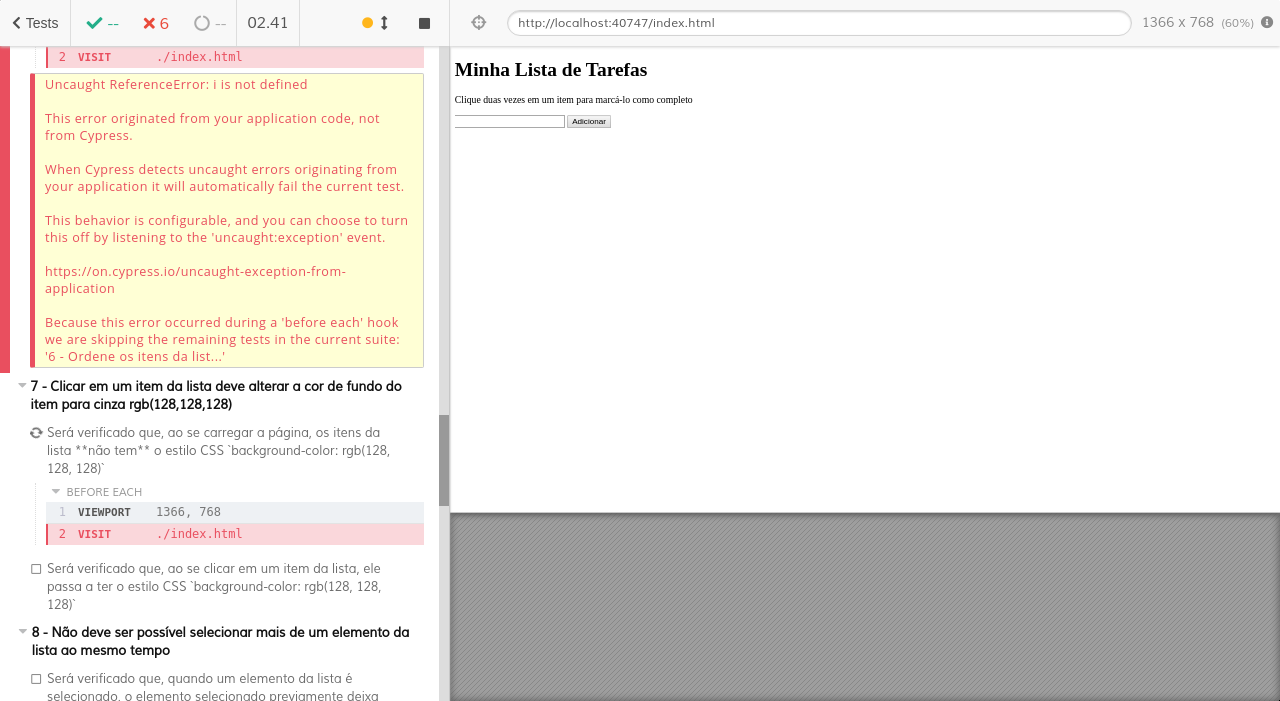 Tests
--
6
--
02.41
http://localhost:40747/index.html
1366 x 768 (60%)
2 VISIT ./index.html
Uncaught ReferenceError: i is not defined
This error originated from your application code, not
from Cypress.
When Cypress detects uncaught errors originating from
your application it will automatically fail the current test.
This behavior is configurable, and you can choose to turn
this off by listening to the 'uncaught:exception' event.
https://on.cypress.io/uncaught-exception-from-
application
Because this error occurred during a 'before each' hook
we are skipping the remaining tests in the current suite:
'6 - Ordene os itens da list...'
7 - Clicar em um item da lista deve alterar a cor de fundo do
item para cinza rgb(128,128,128)
Será verificado que, ao se carregar a página, os itens da
lista **não tem** o estilo CSS `background-color: rgb(128,
128, 128)`
BEFORE EACH
1 VIEWPORT 1366, 768
2 VISIT ./index.html
Será verificado que, ao se clicar em um item da lista, ele
passa a ter o estilo CSS `background-color: rgb(128, 128,
128)`
8 - Não deve ser possível selecionar mais de um elemento da
lista ao mesmo tempo
Será verificado que, quando um elemento da lista é
selecionado, o elemento selecionado previamente deixa
Minha Lista de Tarefas
Clique duas vezes em um item para marcá-lo como completo
Adicionar